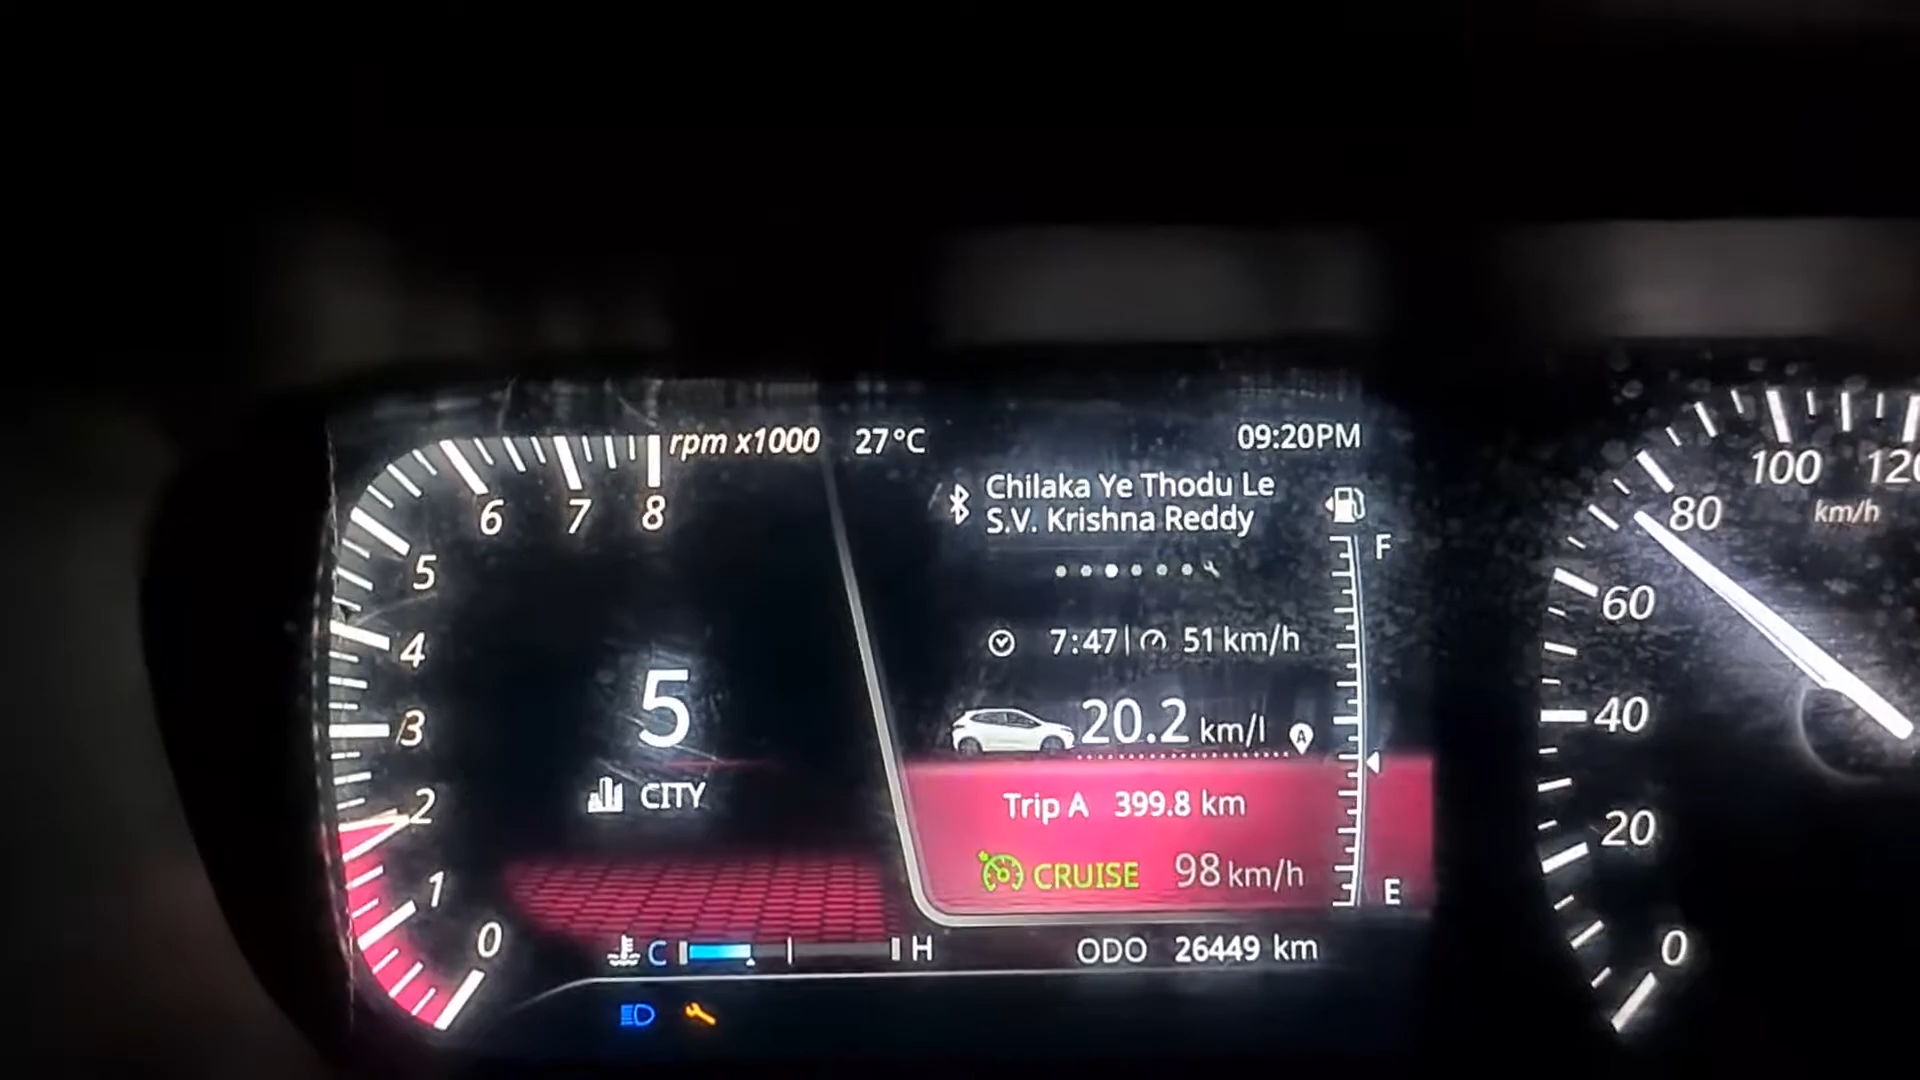 rpm x1000
27°C
09:20PM
Chilaka Ye Thodu Le
S.V. Krishna Reddy
F
7:47 | 51 km/h
20.2 km/l
A
Trip A 399.8 km
CRUISE 98 km/h
E
8
7
6
5
4
3
2
1
0
5
CITY
C
H
ODO 26449 km
120
100
80
60
40
20
0
km/h